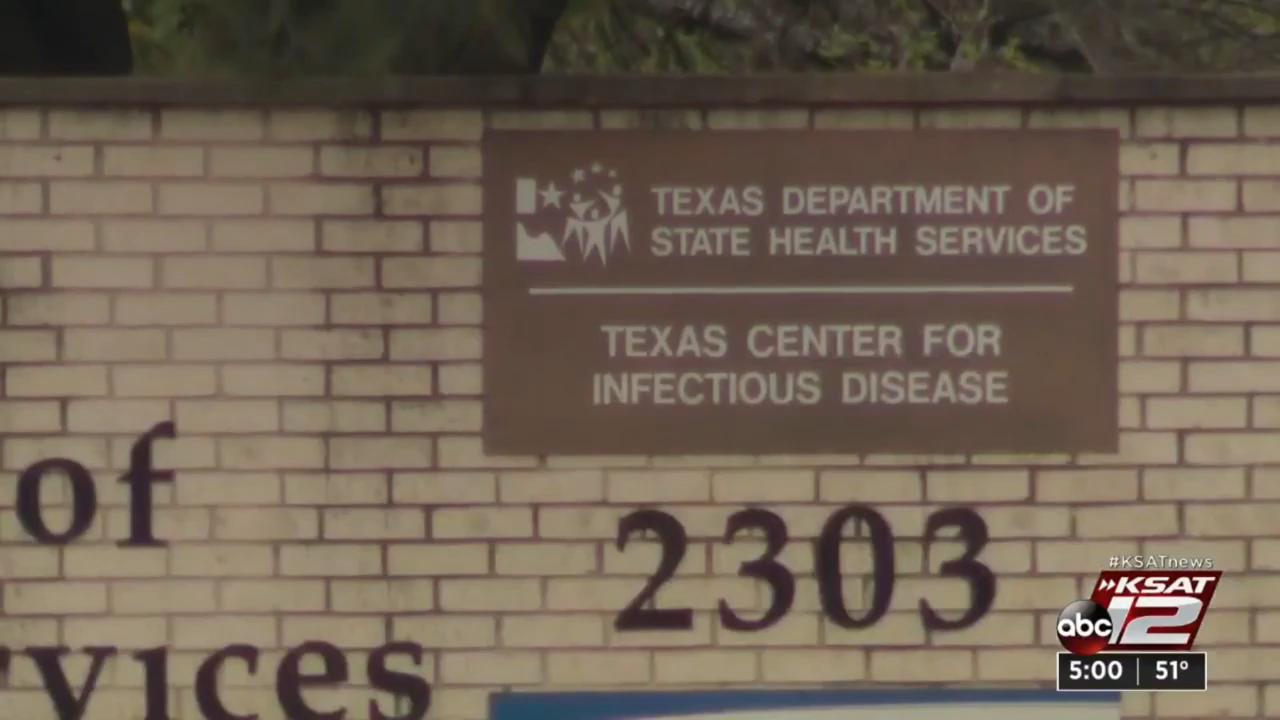 TEXAS DEPARTMENT OF
STATE HEALTH SERVICES
TEXAS CENTER FOR
INFECTIOUS DISEASE
of
2303
rvices
#KSATnews
KSAT
abc 12
5:00 51°